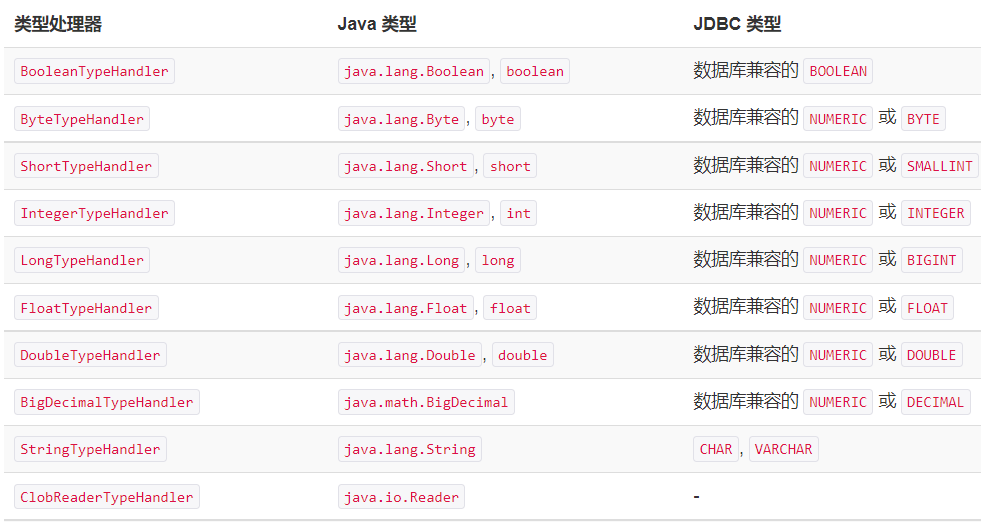 类型处理器 Java 类型 JDBC 类型
BooleanTypeHandler java.lang.Boolean, boolean 数据库兼容的 BOOLEAN
ByteTypeHandler java.lang.Byte, byte 数据库兼容的 NUMERIC 或 BYTE
ShortTypeHandler java.lang.Short, short 数据库兼容的 NUMERIC 或 SMALLINT
IntegerTypeHandler java.lang.Integer, int 数据库兼容的 NUMERIC 或 INTEGER
LongTypeHandler java.lang.Long, long 数据库兼容的 NUMERIC 或 BIGINT
FloatTypeHandler java.lang.Float, float 数据库兼容的 NUMERIC 或 FLOAT
DoubleTypeHandler java.lang.Double, double 数据库兼容的 NUMERIC 或 DOUBLE
BigDecimalTypeHandler java.math.BigDecimal 数据库兼容的 NUMERIC 或 DECIMAL
StringTypeHandler java.lang.String CHAR, VARCHAR
ClobReaderTypeHandler java.io.Reader -